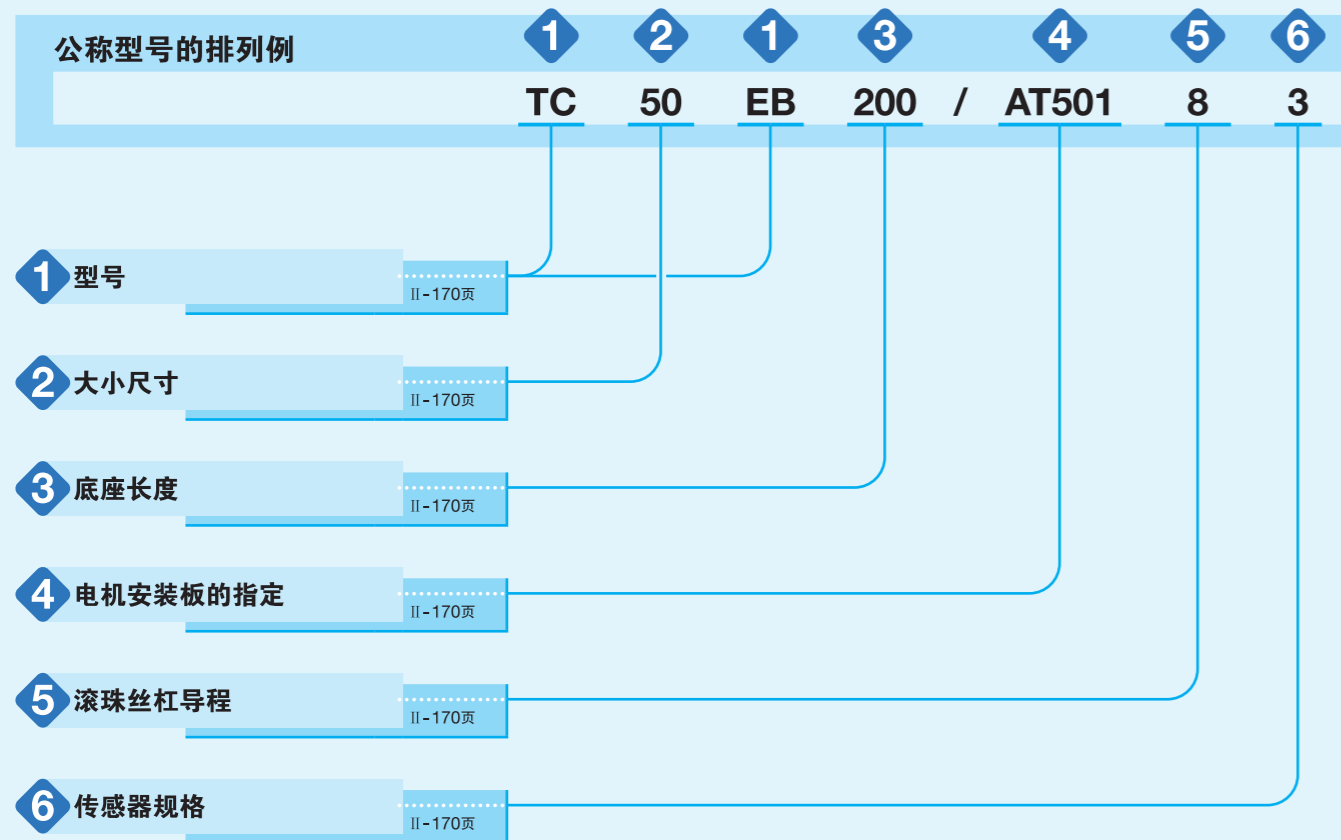 公称型号的排列例
1 2 1 3 4 5 6
TC 50 EB 200 / AT501 8 3
1 型号
II-170页
2 大小尺寸
II-170页
3 底座长度
II-170页
4 电机安装板的指定
II-170页
5 滚珠丝杠导程
II-170页
6 传感器规格
II-170页